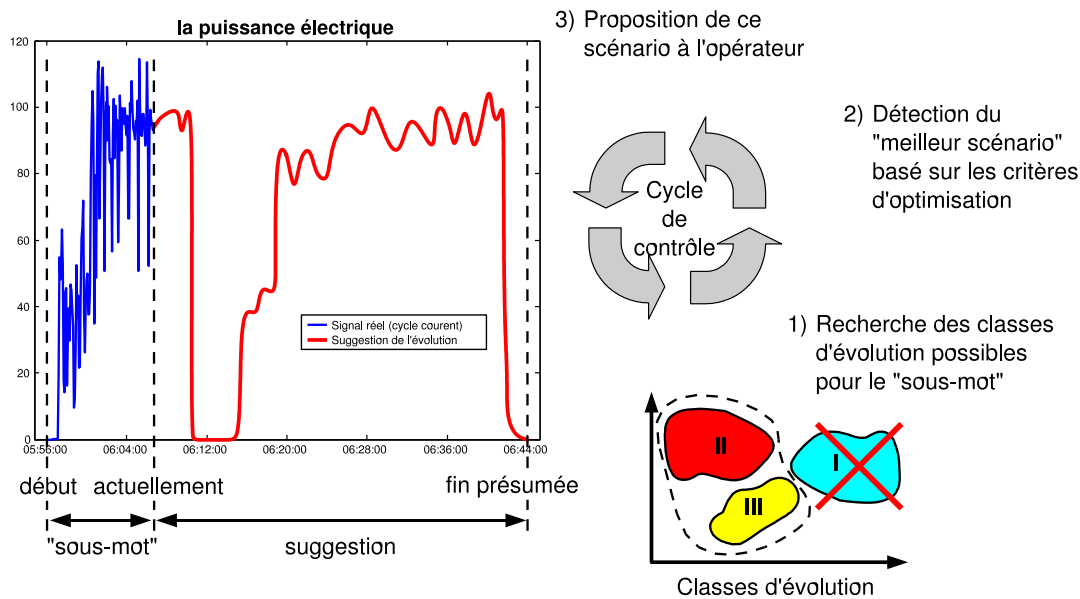 la puissance électrique
120
100
80
60
40
20
0
05:56:00 06:04:00 06:12:00 06:20:00 06:28:00 06:36:00 06:44:00
Signal réel (cycle courent)
Suggestion de l'évolution
début actuellement fin présumée
"sous-mot" suggestion
3) Proposition de ce
scénario à l'opérateur
2) Détection du
"meilleur scénario"
basé sur les critères
d'optimisation
Cycle
de
contrôle
1) Recherche des classes
d'évolution possibles
pour le "sous-mot"
II
I
III
Classes d'évolution